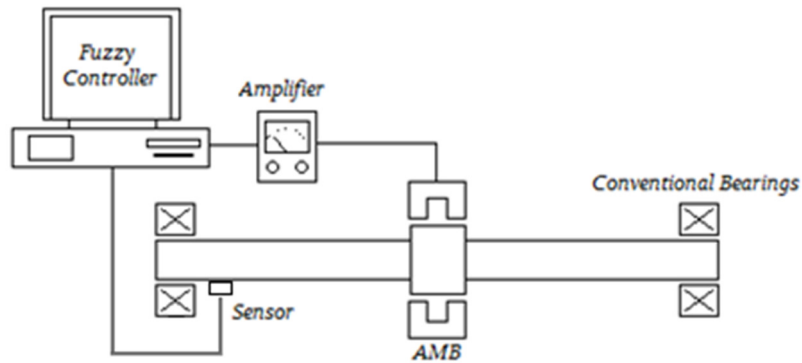 Fuzzy
Controller
Amplifier
Conventional Bearings
Sensor
AMB